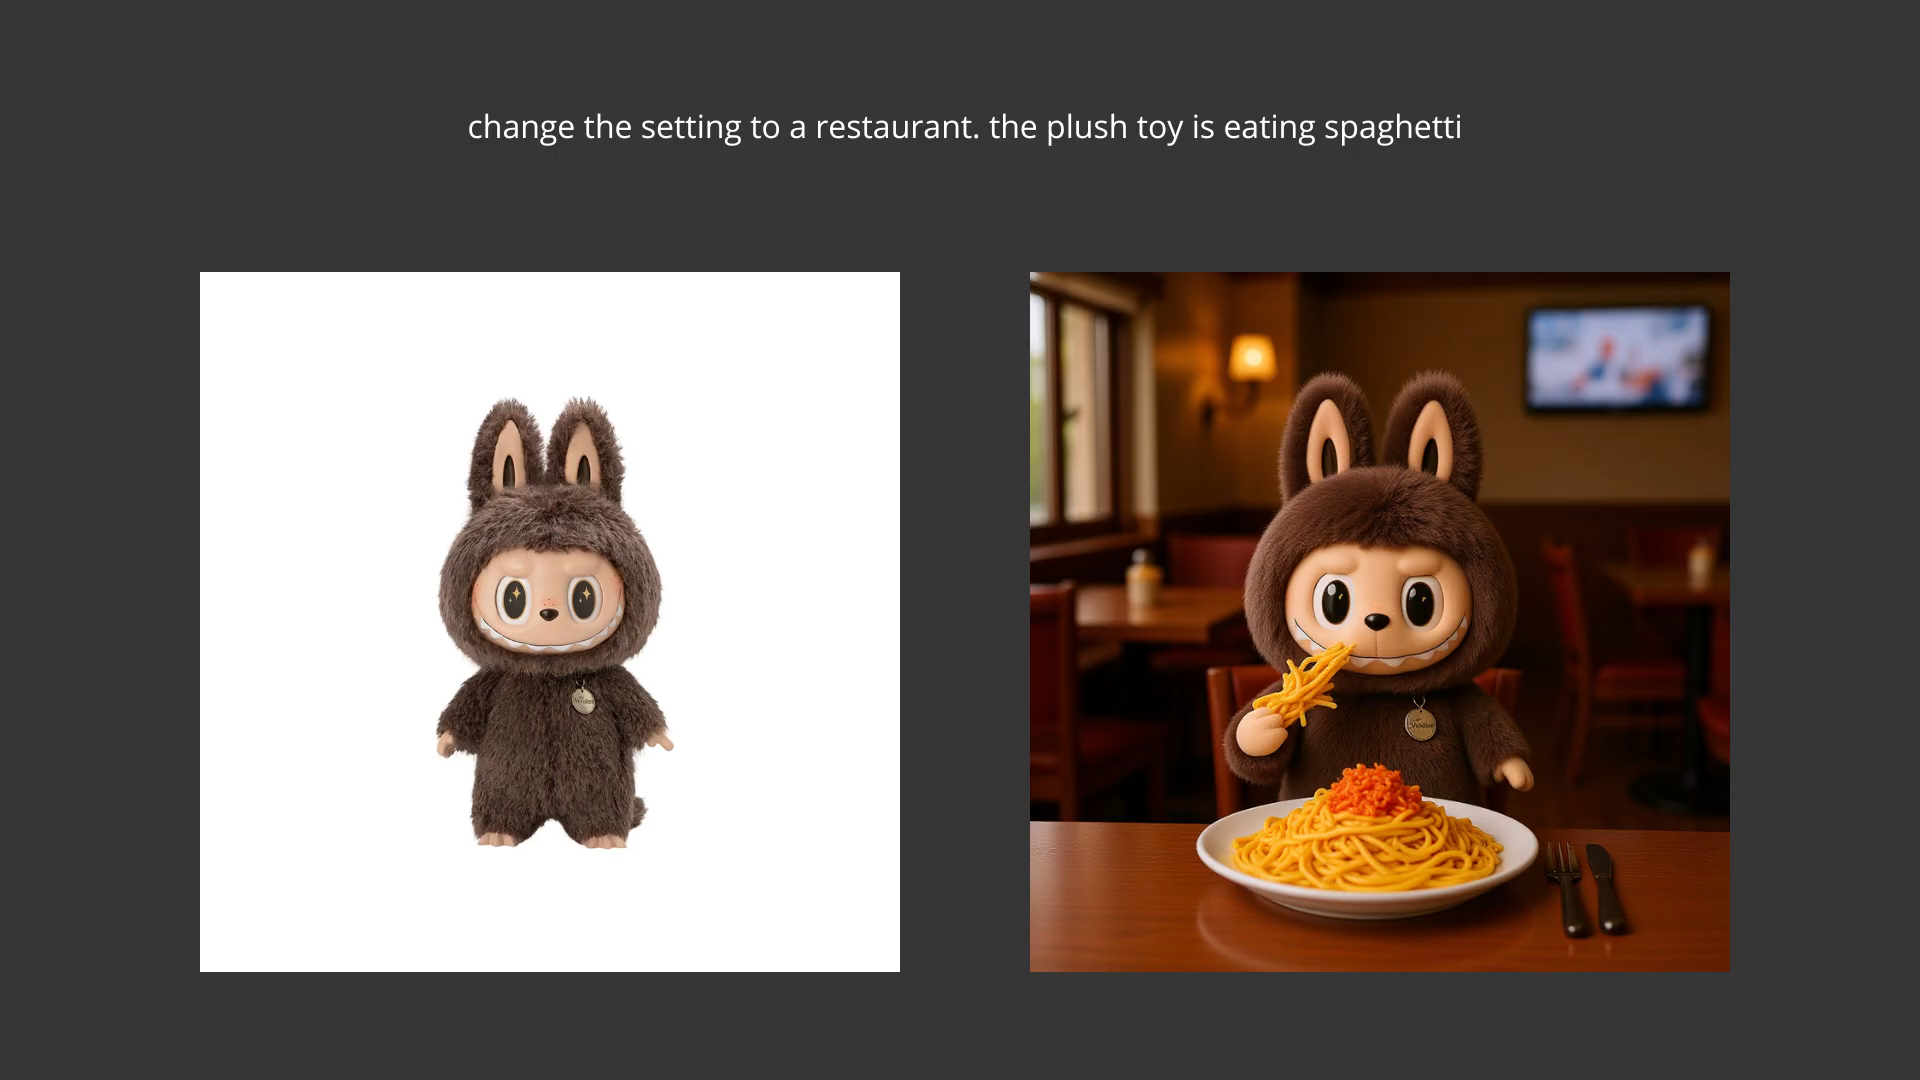 change the setting to a restaurant. the plush toy is eating spaghetti